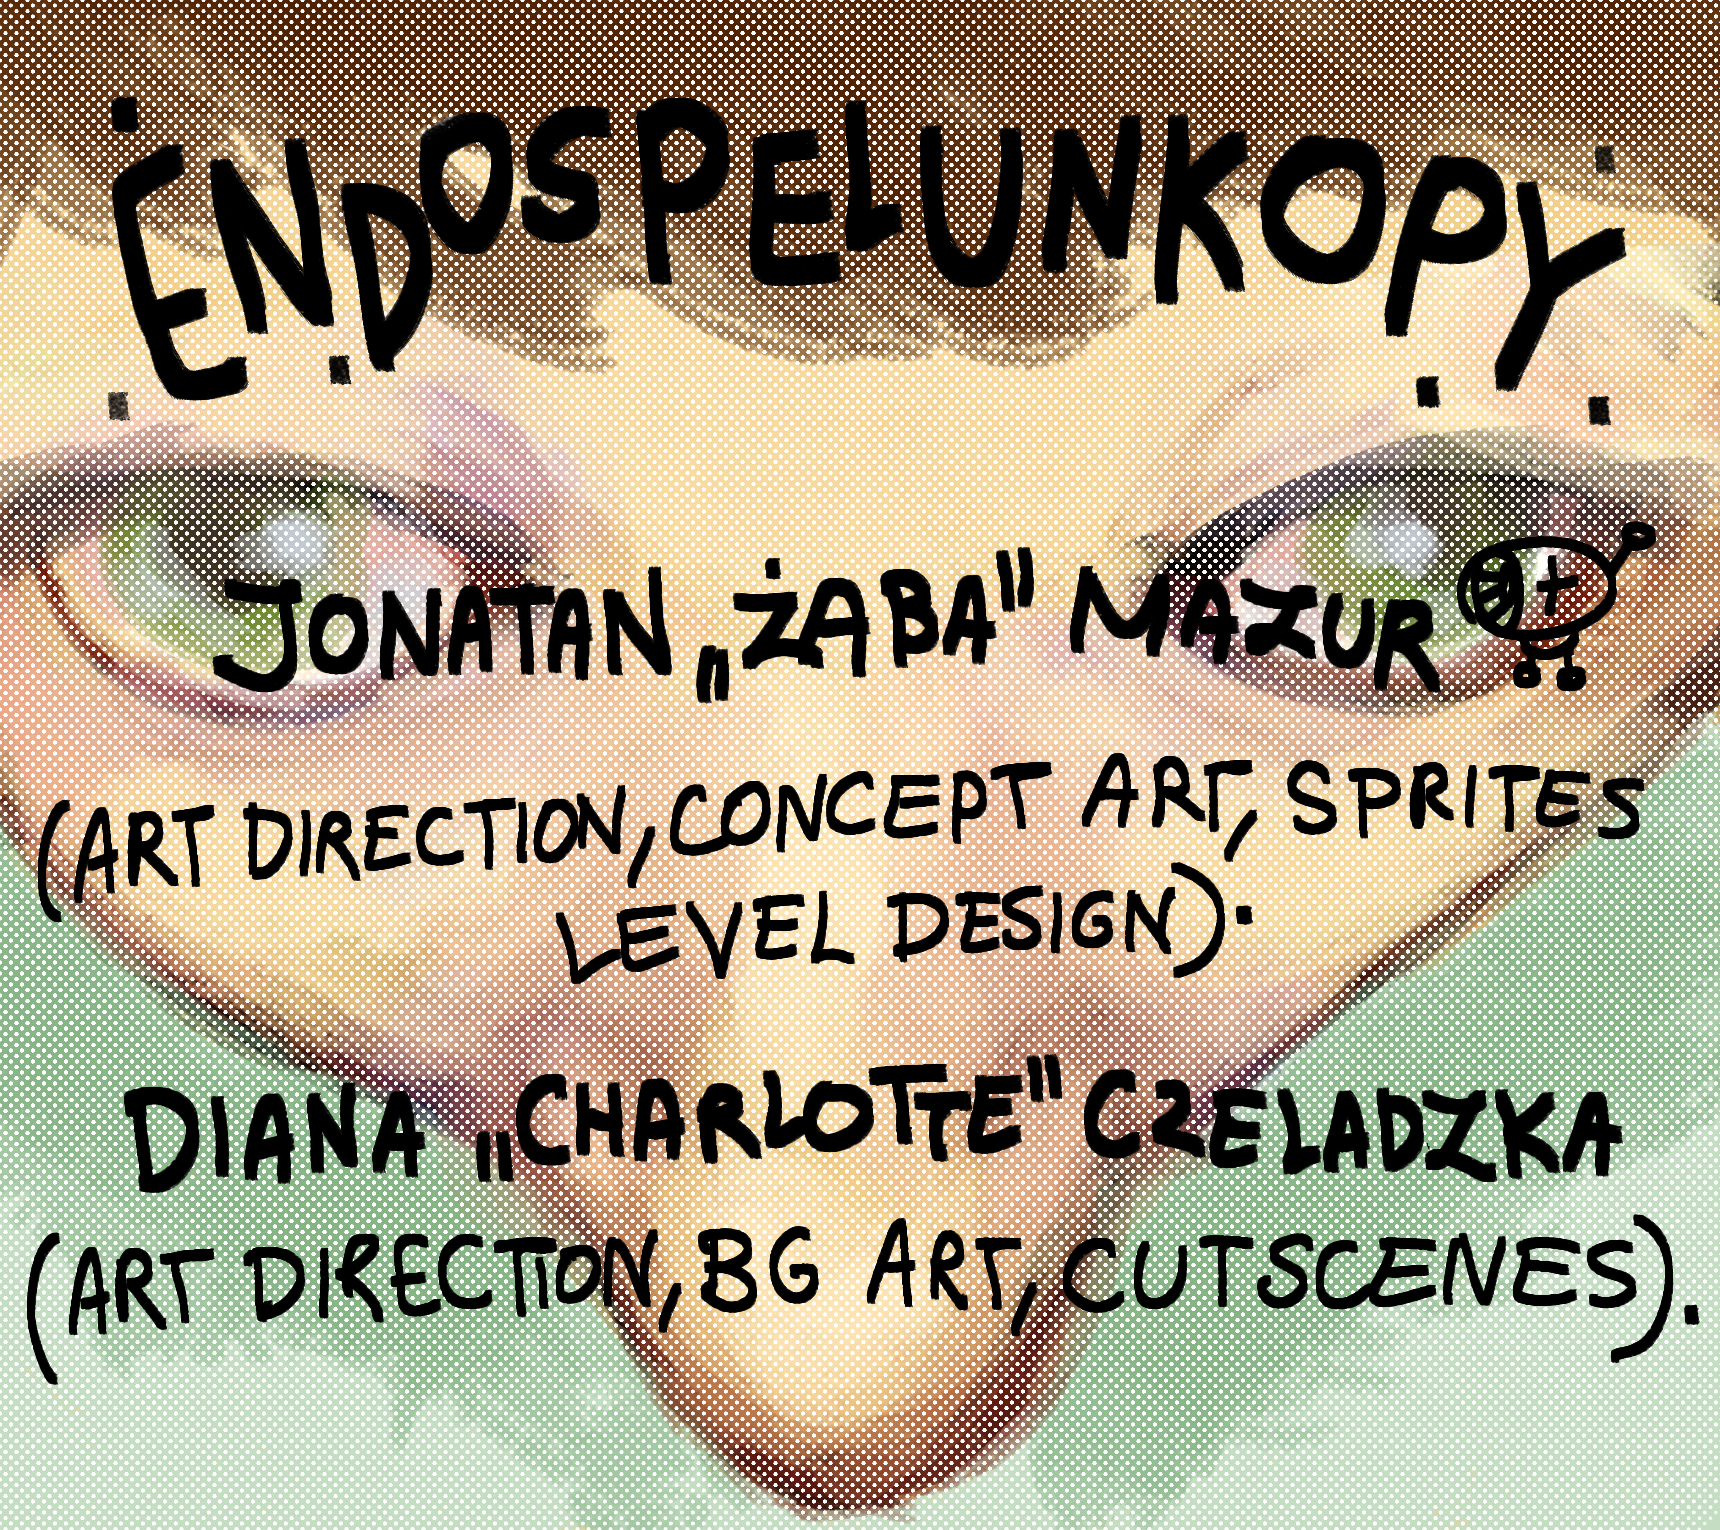 ENDOSPELUNKOPY
JONATAN „ŻABA" MAZUR
(ART DIRECTION, CONCEPT ART, SPRITES
LEVEL DESIGN).
DIANA „CHARLOTTE" CZELADZKA
(ART DIRECTION, BG ART, CUTSCENES).